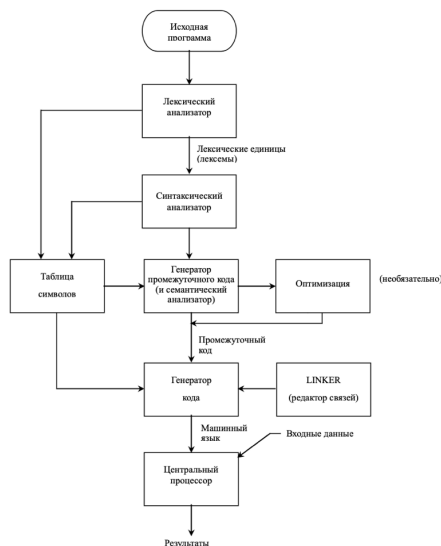 Исходная
программа
Лексический
анализатор
Лексические единицы
(лексемы)
Синтаксический
анализатор
Таблица
символов
Генератор
промежуточного кода
(и семантический
анализатор)
Оптимизация
(необязательно)
Промежуточный
код
Генератор
кода
LINKER
(редактор связей)
Машинный
язык
Входные данные
Центральный
процессор
Результаты